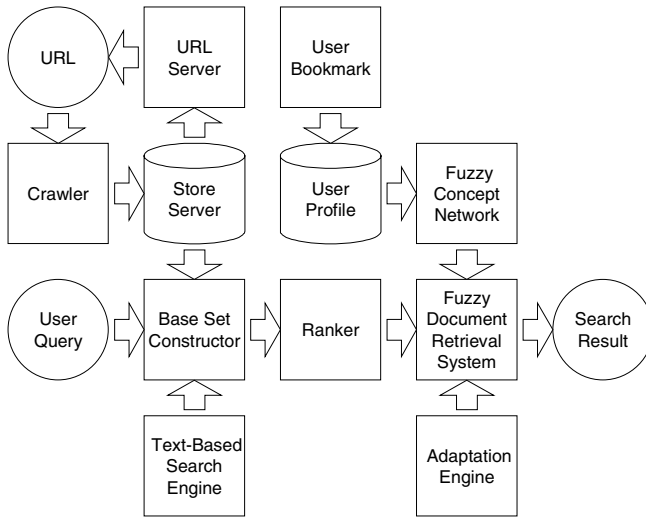 URL
URL
Server
User
Bookmark
Crawler
Store
Server
User
Profile
Fuzzy
Concept
Network
User
Query
Base Set
Constructor
Ranker
Fuzzy
Document
Retrieval
System
Search
Result
Text-Based
Search
Engine
Adaptation
Engine